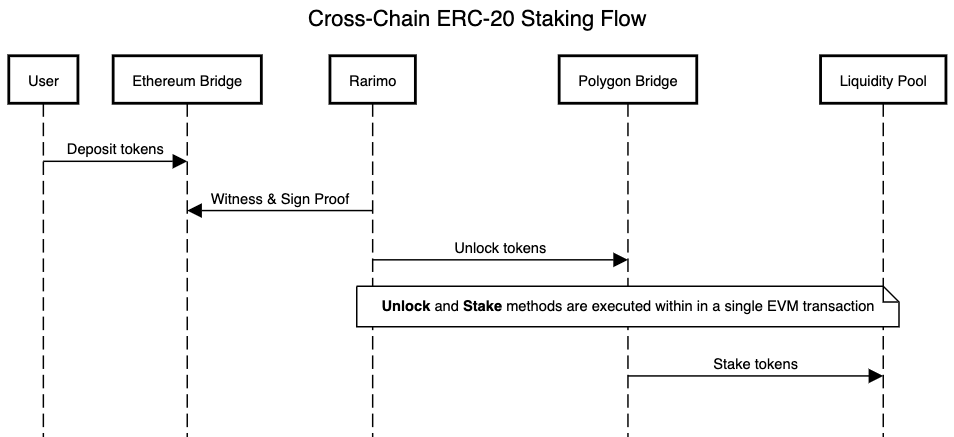 Cross-Chain ERC-20 Staking Flow
User
Ethereum Bridge
Rarimo
Polygon Bridge
Liquidity Pool
Deposit tokens
Witness & Sign Proof
Unlock tokens
Unlock and Stake methods are executed within in a single EVM transaction
Stake tokens